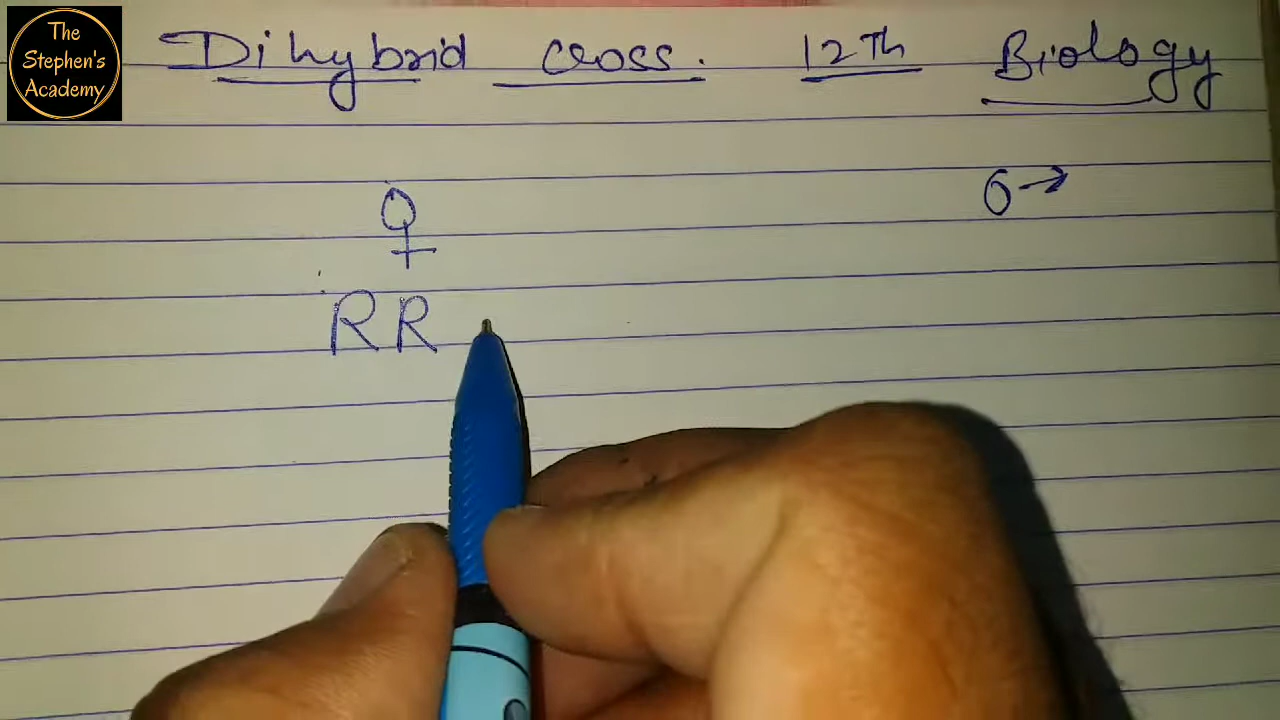 The
Stephen's
Academy
Dihybrid cross. 12Th Biology
♀ ♂
RR